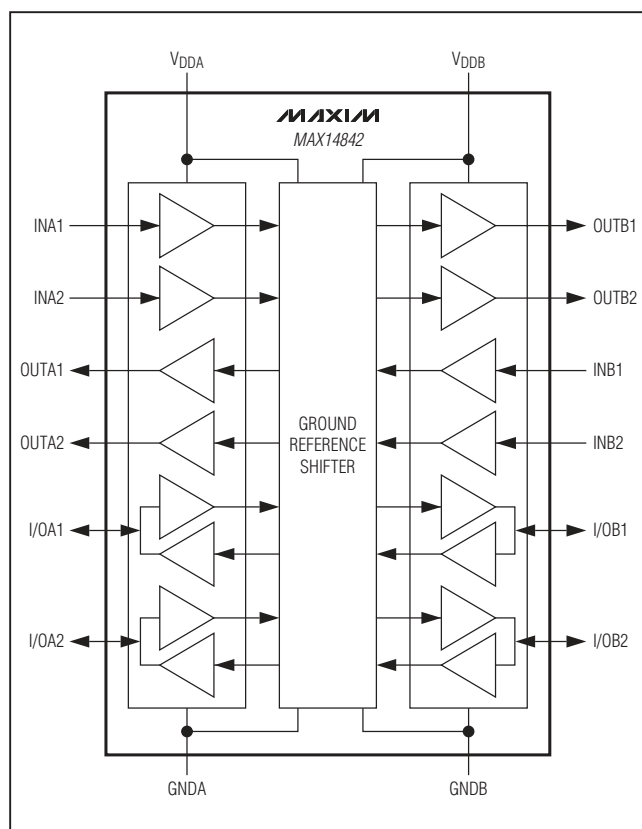 VDDA VDDB
MAXIM
MAX14842
INA1 OUTB1
INA2 OUTB2
OUTA1 INB1
OUTA2 INB2
GROUND
REFERENCE
SHIFTER
I/OA1 I/OB1
I/OA2 I/OB2
GNDA GNDB